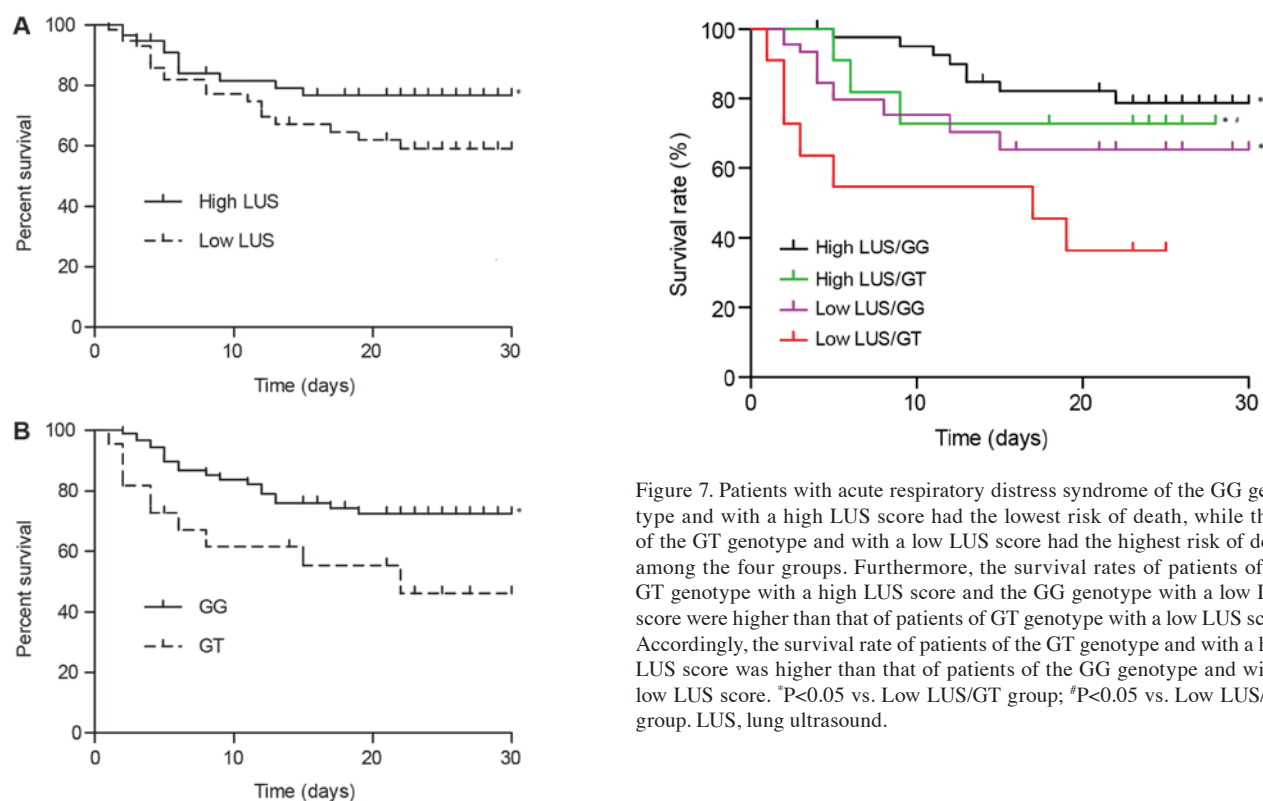 A
100
80
60
40
20
0
Percent survival
High LUS
Low LUS
*
0 10 20 30
Time (days)
B
100
80
60
40
20
0
Percent survival
GG
GT
*
0 10 20 30
Time (days)
100
80
60
40
20
0
Survival rate (%)
*
* #
*
High LUS/GG
High LUS/GT
Low LUS/GG
Low LUS/GT
0 10 20 30
Time (days)
Figure 7. Patients with acute respiratory distress syndrome of the GG ge
type and with a high LUS score had the lowest risk of death, while th
of the GT genotype and with a low LUS score had the highest risk of de
among the four groups. Furthermore, the survival rates of patients of
GT genotype with a high LUS score and the GG genotype with a low L
score were higher than that of patients of GT genotype with a low LUS sc
Accordingly, the survival rate of patients of the GT genotype and with a h
LUS score was higher than that of patients of the GG genotype and wi
low LUS score. *P<0.05 vs. Low LUS/GT group; #P<0.05 vs. Low LUS/
group. LUS, lung ultrasound.